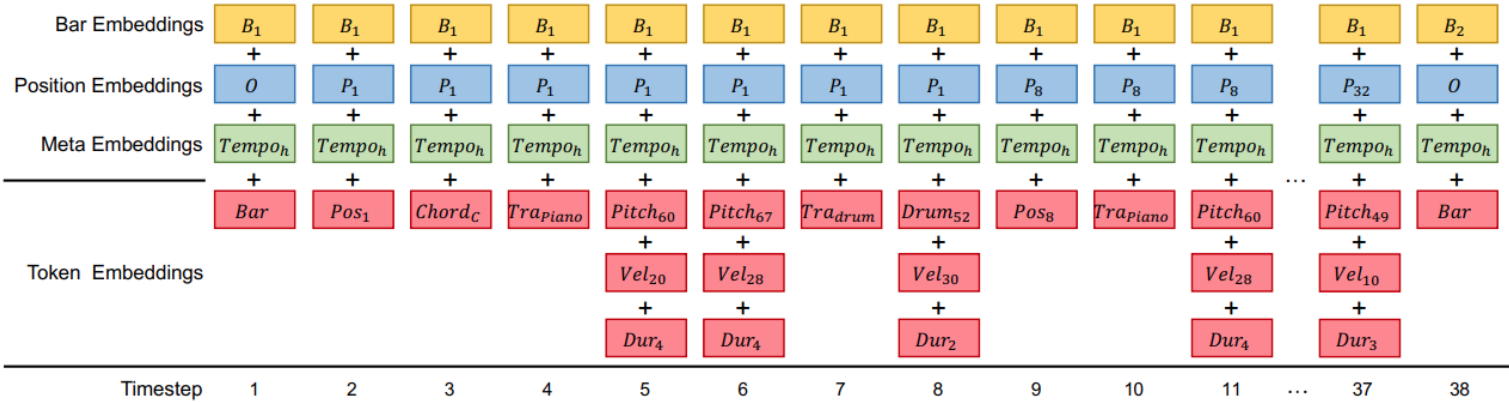 Bar Embeddings B₁ B₁ B₁ B₁ B₁ B₁ B₁ B₁ B₁ B₁ B₁ B₁ B₂
+ + + + + + + + + + + + +
Position Embeddings O P₁ P₁ P₁ P₁ P₁ P₁ P₁ P₈ P₈ P₈ P₃₂ O
+ + + + + + + + + + + + +
Meta Embeddings Tempoₕ Tempoₕ Tempoₕ Tempoₕ Tempoₕ Tempoₕ Tempoₕ Tempoₕ Tempoₕ Tempoₕ Tempoₕ Tempoₕ Tempoₕ
+ + + + + + + + + + + ... + +
Bar Pos₁ Chord_C Tra_Piano Pitch₆₀ Pitch₆₇ Tra_drum Drum₅₂ Pos₈ Tra_Piano Pitch₆₀ Pitch₄₉ Bar
+ + + + +
Token Embeddings Vel₂₀ Vel₂₈ Vel₃₀ Vel₂₈ Vel₁₀
+ + + + +
Dur₄ Dur₄ Dur₂ Dur₄ Dur₃
Timestep 1 2 3 4 5 6 7 8 9 10 11 ... 37 38